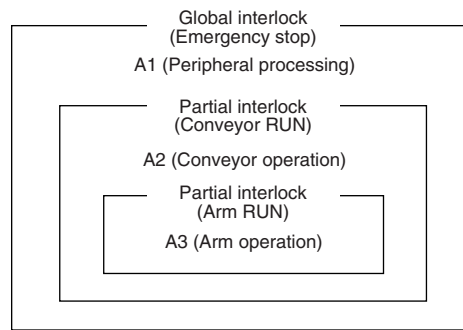 Global interlock
(Emergency stop)
A1 (Peripheral processing)
Partial interlock
(Conveyor RUN)
A2 (Conveyor operation)
Partial interlock
(Arm RUN)
A3 (Arm operation)